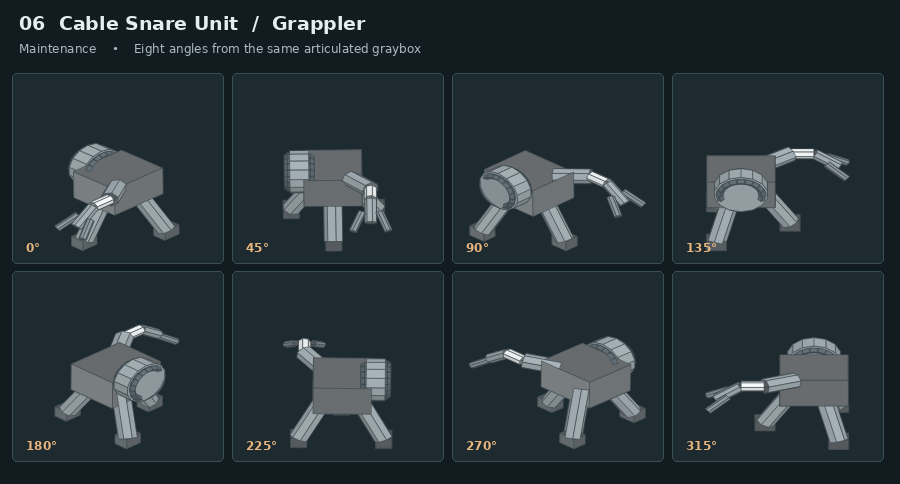 06 Cable Snare Unit / Grappler
Maintenance • Eight angles from the same articulated graybox
0° 45° 90° 135°
180° 225° 270° 315°